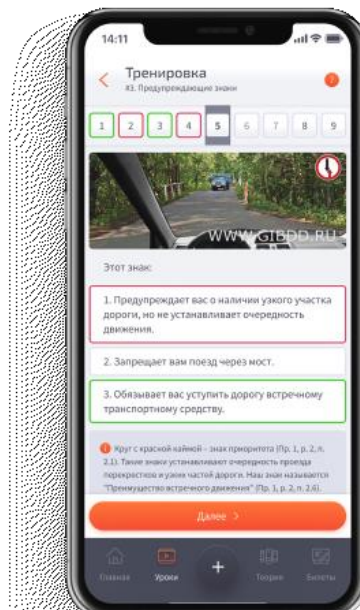 14:11
Тренировка
#3. Предупреждающие знаки
1 2 3 4 5 6 7 8 9
WWW.GIBDD.RU
Этот знак:
1. Предупреждает вас о наличии узкого участка
дороги, но не устанавливает очередность
движения.
2. Запрещает вам поезд через мост.
3. Обязывает вас уступить дорогу встречному
транспортному средству.
Круг с красной каймой – знак приоритета (Пр. 1, р. 2, п.
2.1). Такие знаки устанавливают очередность проезда
перекрестков и узких частей дороги. Наш знак называется
"Преимущество встречного движения" (Пр. 1, р. 2, п. 2.6).
Далее >
Главная Уроки + Теория Билеты